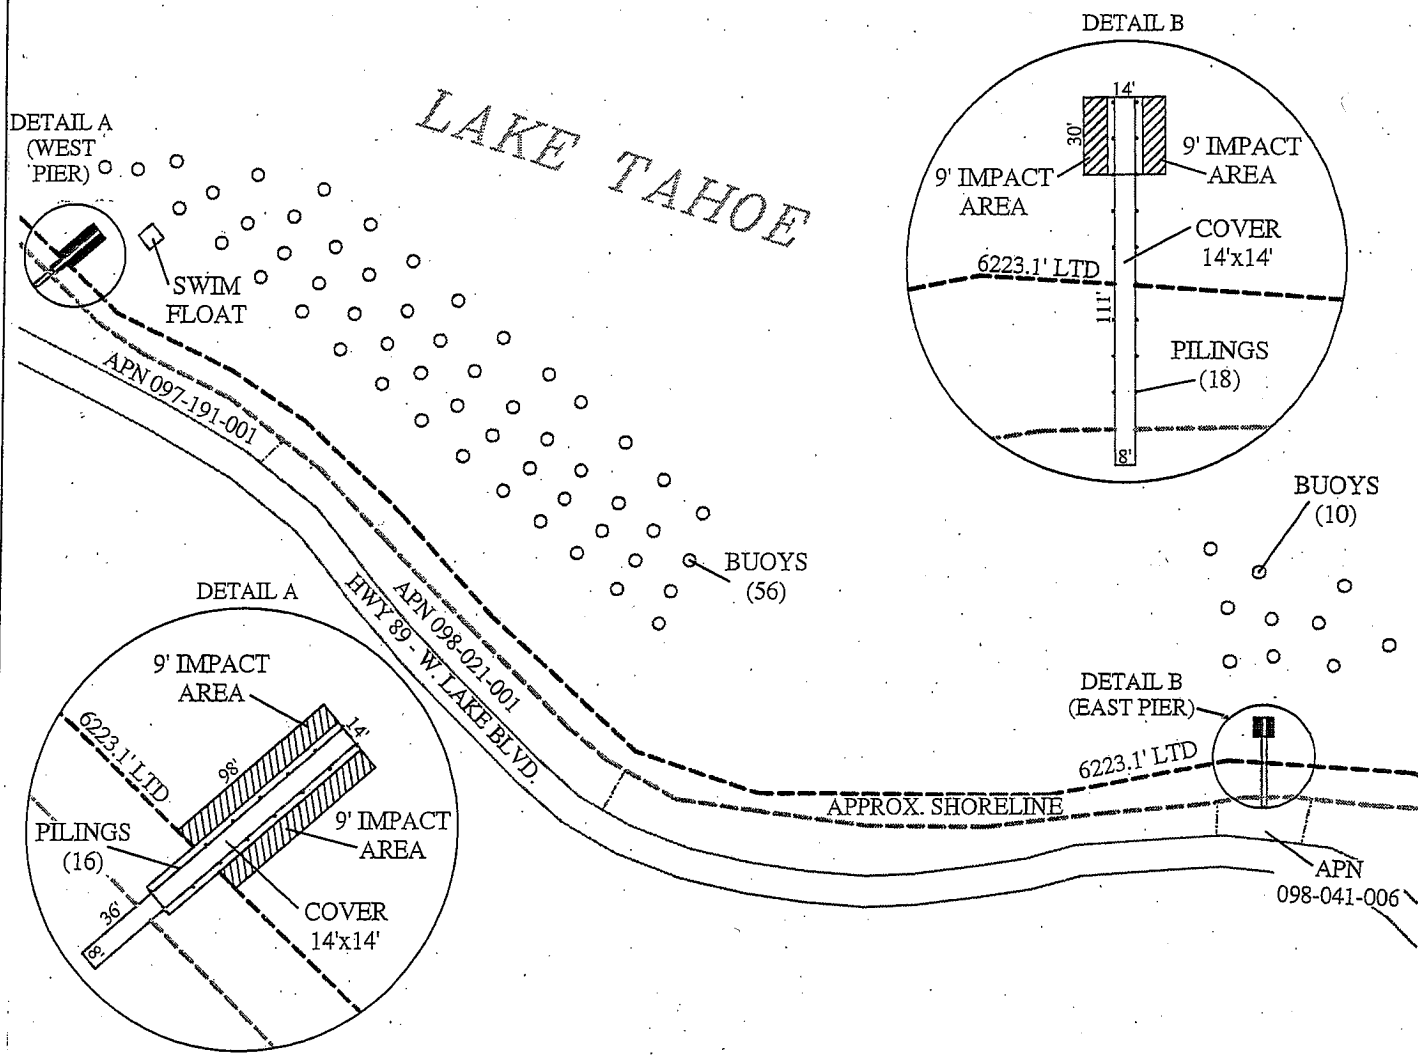 DETAIL B
14'
30'
9' IMPACT
AREA
9' IMPACT
AREA
COVER
14'x14'
6223.1' LTD
111'
PILINGS
(18)
8'
LAKE TAHOE
DETAIL A
(WEST
PIER)
SWIM
FLOAT
APN 097-191-001
BUOYS
(56)
BUOYS
(10)
APN 098-021-001
HWY 89 - W. LAKE BLVD.
DETAIL B
(EAST PIER)
6223.1' LTD
APPROX. SHORELINE
APN
098-041-006
DETAIL A
9' IMPACT
AREA
14'
6223.1' LTD
98'
PILINGS
(16)
9' IMPACT
AREA
36'
COVER
14'x14'
8'